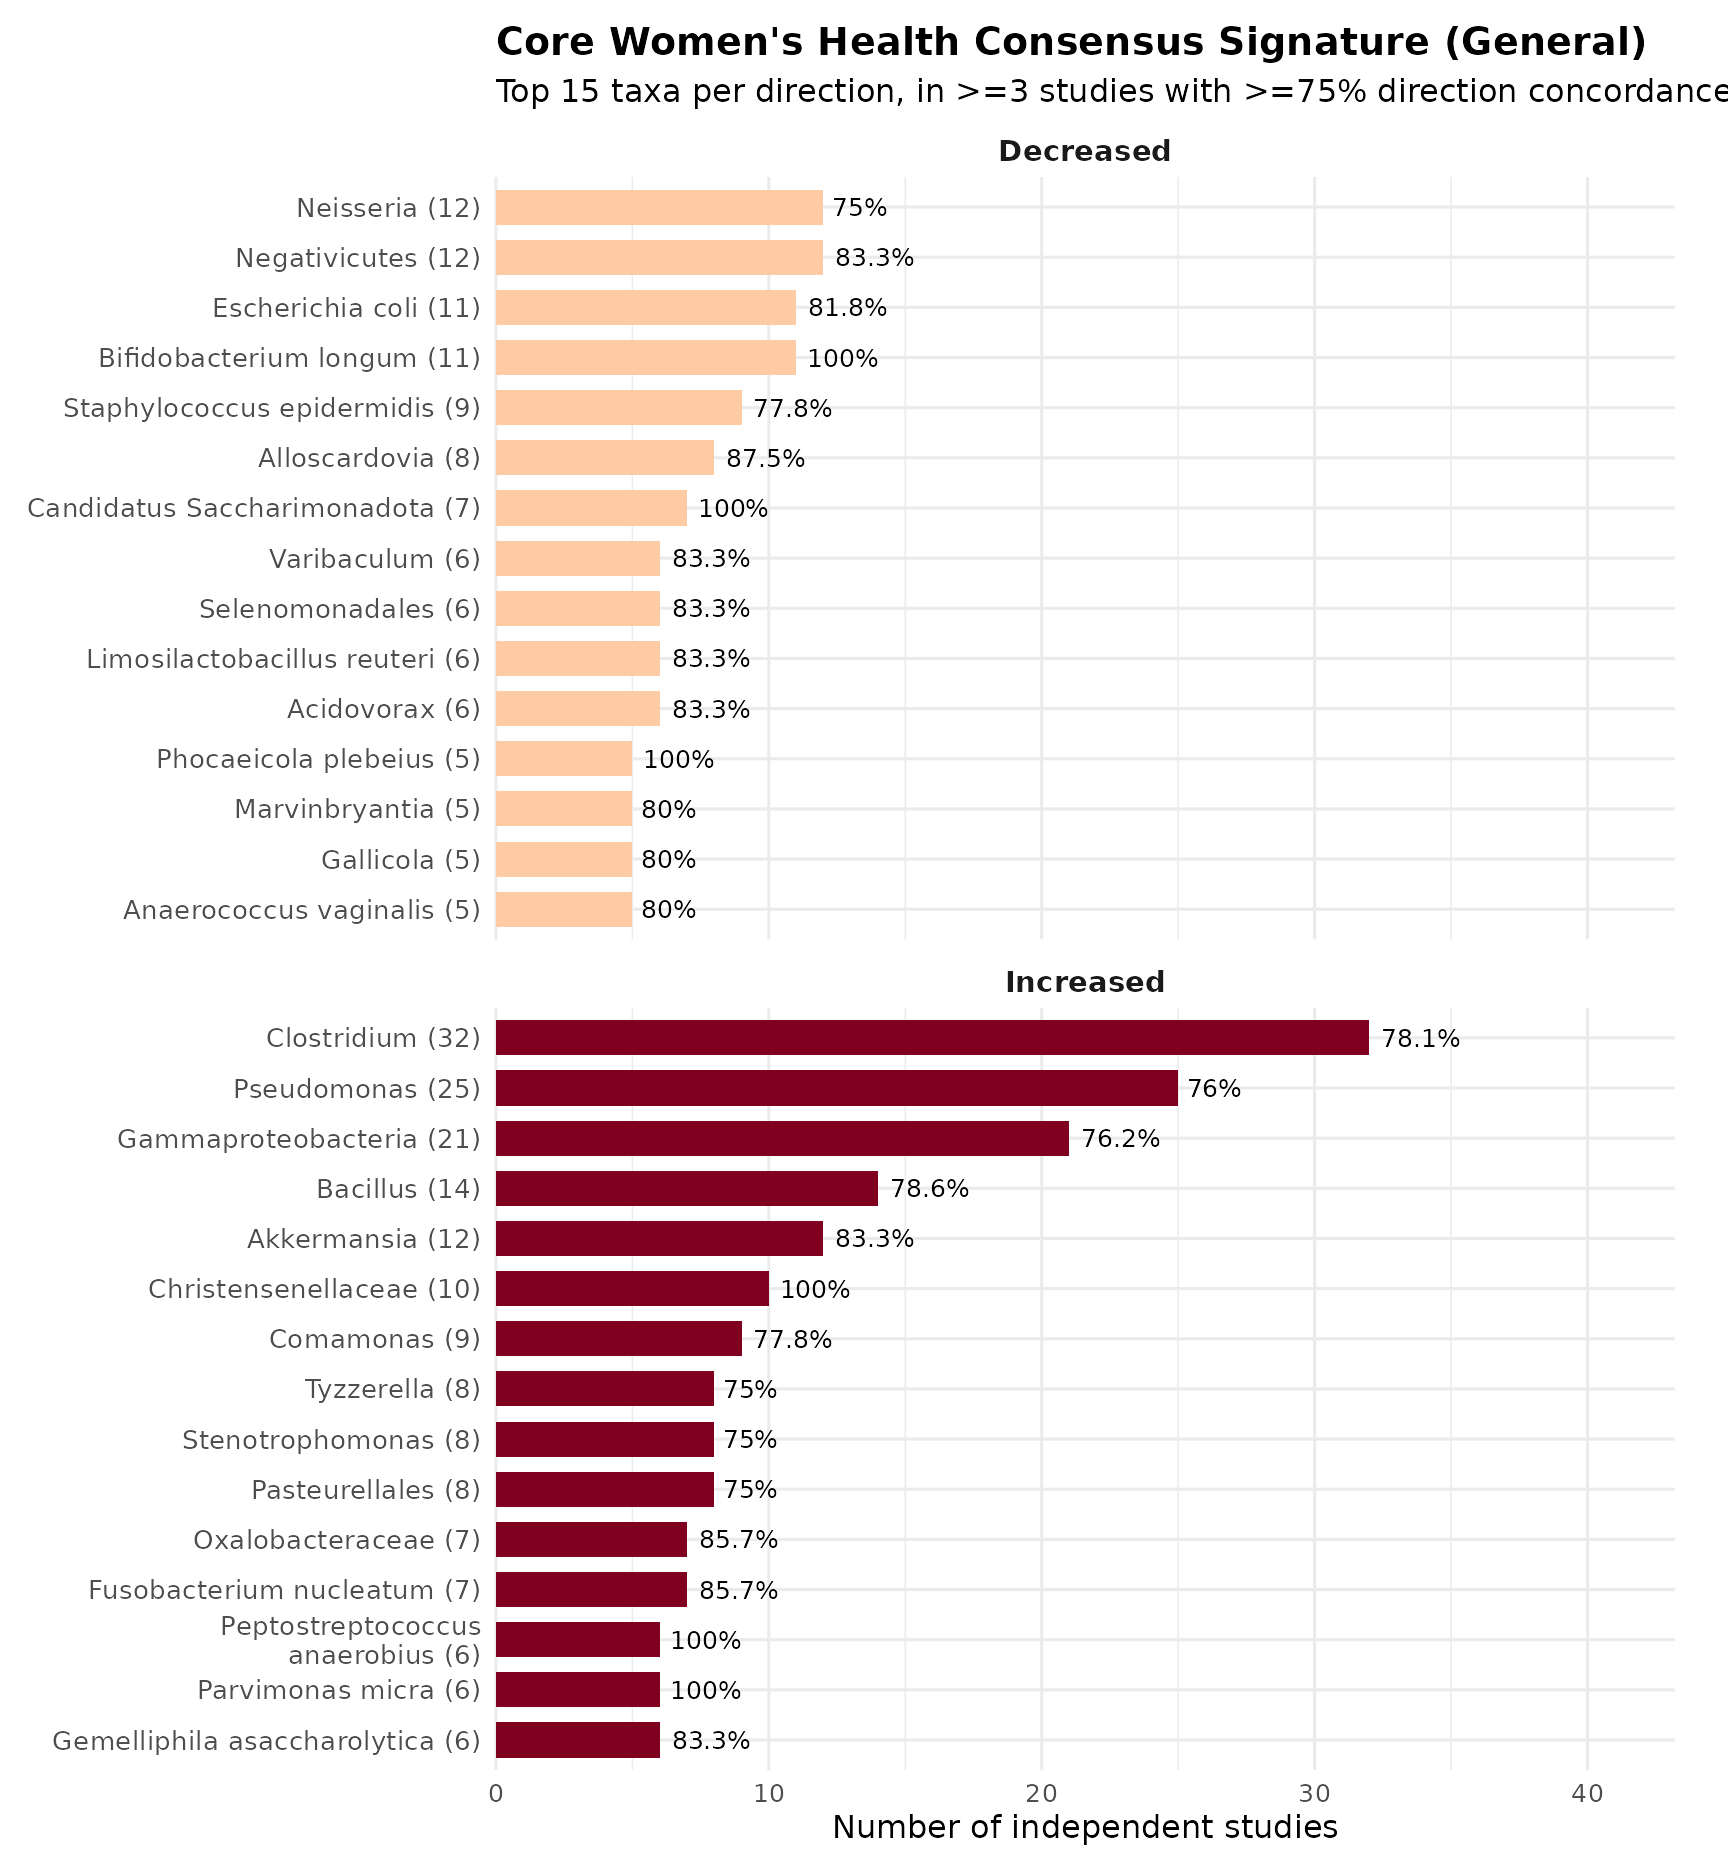 Core Women's Health Consensus Signature (General)
Top 15 taxa per direction, in >=3 studies with >=75% direction concordance
Decreased
Neisseria (12) 75%
Negativicutes (12) 83.3%
Escherichia coli (11) 81.8%
Bifidobacterium longum (11) 100%
Staphylococcus epidermidis (9) 77.8%
Alloscardovia (8) 87.5%
Candidatus Saccharimonadota (7) 100%
Varibaculum (6) 83.3%
Selenomonadales (6) 83.3%
Limosilactobacillus reuteri (6) 83.3%
Acidovorax (6) 83.3%
Phocaeicola plebeius (5) 100%
Marvinbryantia (5) 80%
Gallicola (5) 80%
Anaerococcus vaginalis (5) 80%
Increased
Clostridium (32) 78.1%
Pseudomonas (25) 76%
Gammaproteobacteria (21) 76.2%
Bacillus (14) 78.6%
Akkermansia (12) 83.3%
Christensenellaceae (10) 100%
Comamonas (9) 77.8%
Tyzzerella (8) 75%
Stenotrophomonas (8) 75%
Pasteurellales (8) 75%
Oxalobacteraceae (7) 85.7%
Fusobacterium nucleatum (7) 85.7%
Peptostreptococcus
anaerobius (6) 100%
Parvimonas micra (6) 100%
Gemelliphila asaccharolytica (6) 83.3%
0 10 20 30 40
Number of independent studies